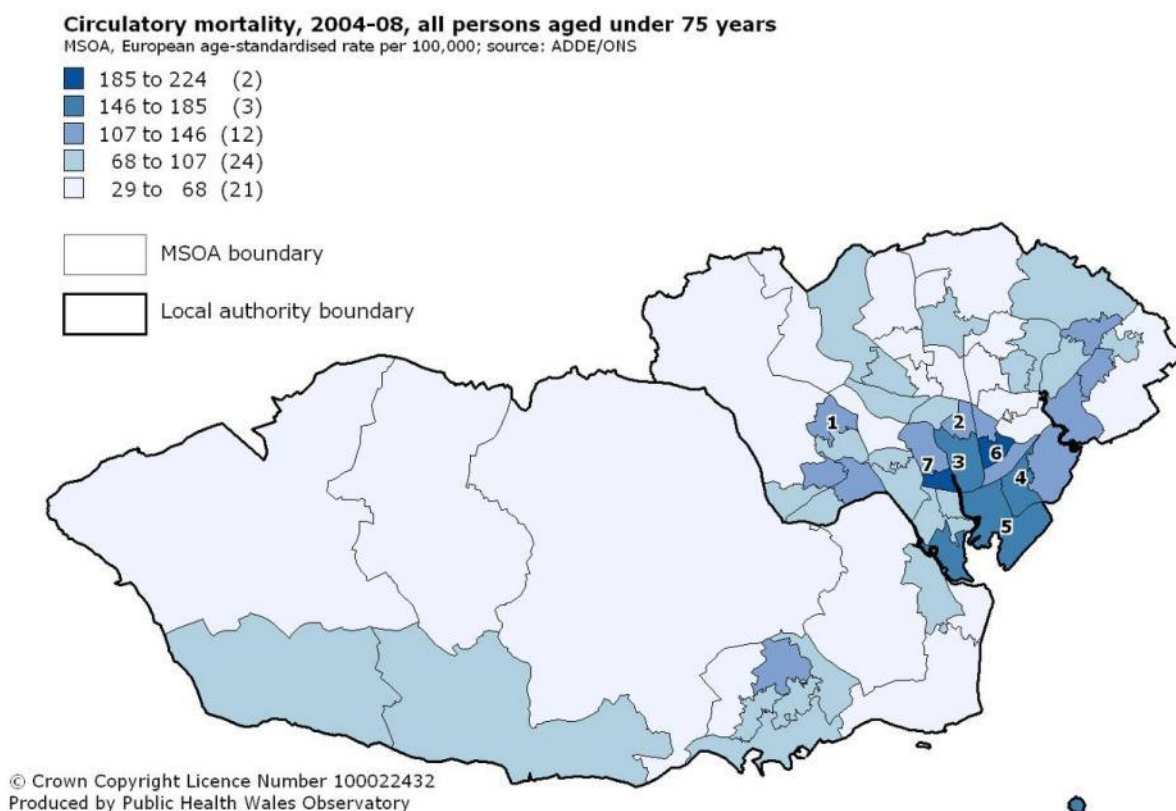 Circulatory mortality, 2004-08, all persons aged under 75 years
MSOA, European age-standardised rate per 100,000; source: ADDE/ONS
185 to 224 (2)
146 to 185 (3)
107 to 146 (12)
68 to 107 (24)
29 to 68 (21)
MSOA boundary
Local authority boundary
1
2
3
6
7
4
5
© Crown Copyright Licence Number 100022432
Produced by Public Health Wales Observatory